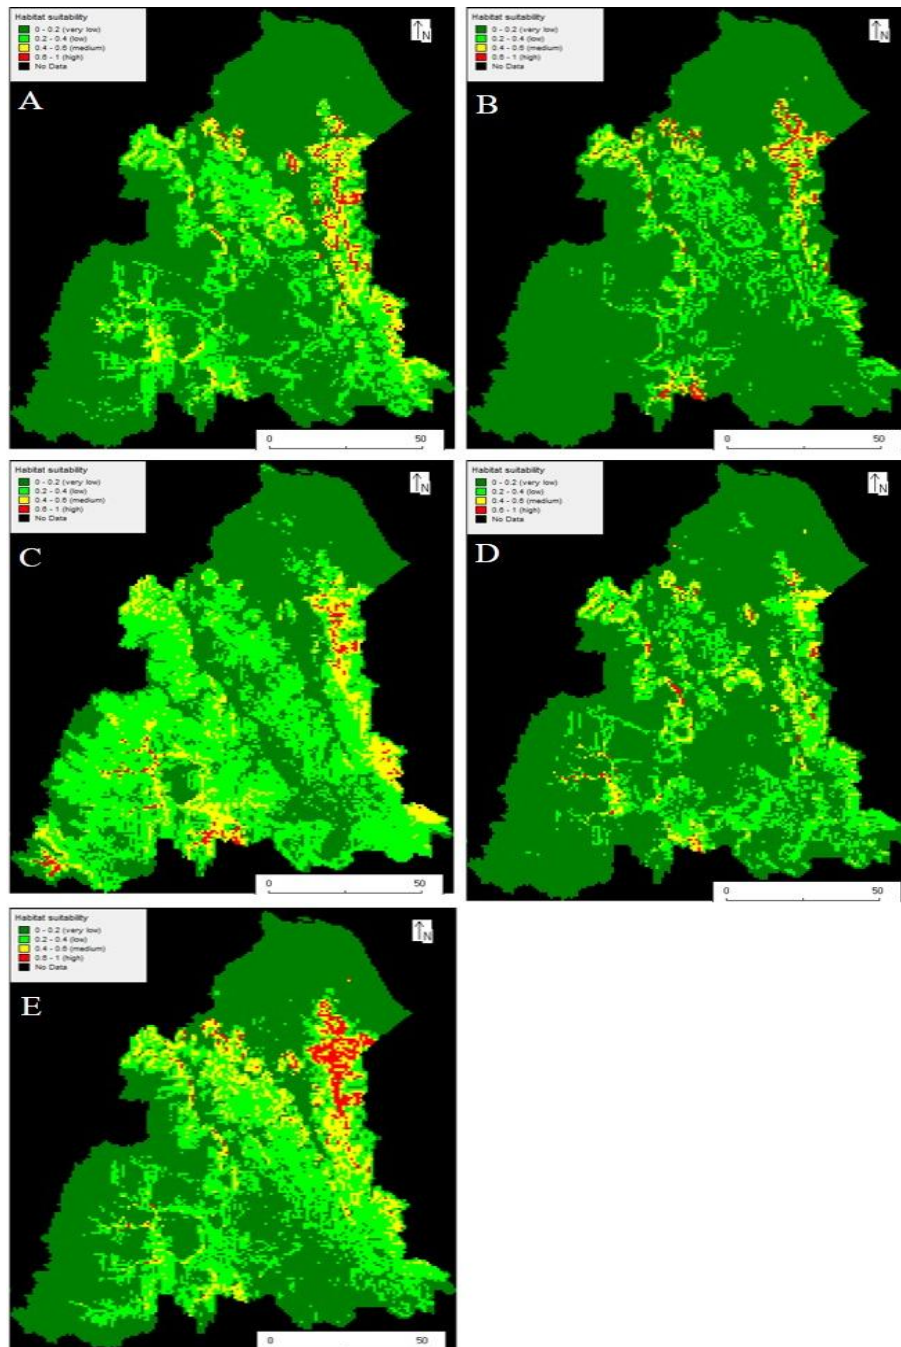 Habitat suitability
0 - 0.2 (very low)
0.2 - 0.4 (low)
0.4 - 0.6 (medium)
0.6 - 1 (high)
No Data
N
A
0 50
Habitat suitability
0 - 0.2 (very low)
0.2 - 0.4 (low)
0.4 - 0.6 (medium)
0.6 - 1 (high)
No Data
N
B
0 50
Habitat suitability
0 - 0.2 (very low)
0.2 - 0.4 (low)
0.4 - 0.6 (medium)
0.6 - 1 (high)
No Data
N
C
0 50
Habitat suitability
0 - 0.2 (very low)
0.2 - 0.4 (low)
0.4 - 0.6 (medium)
0.6 - 1 (high)
No Data
N
D
0 50
Habitat suitability
0 - 0.2 (very low)
0.2 - 0.4 (low)
0.4 - 0.6 (medium)
0.6 - 1 (high)
No Data
N
E
0 50